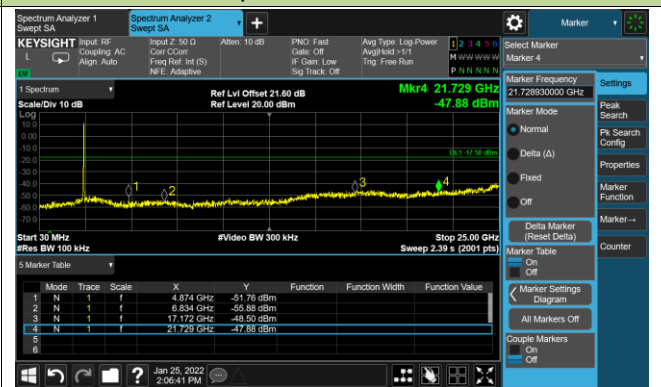 Spectrum Analyzer 1
Swept SA
Spectrum Analyzer 2
Swept SA
+
Marker
KEYSIGHT
L
Input: RF
Coupling: AC
Align: Auto
Input Z: 50 Ω
Corr CCorr
Freq Ref: Int (S)
NFE: Adaptive
Atten: 10 dB
PNO: Fast
Gate: Off
IF Gain: Low
Sig Track: Off
Avg Type: Log-Power
Avg|Hold:>1/1
Trig: Free Run
1 2 3 4 5 6
M W W W W W
P N N N N N
Select Marker
Marker 4
1 Spectrum
Scale/Div 10 dB
Log
Ref Lvl Offset 21.60 dB
Ref Level 20.00 dBm
Mkr4 21.729 GHz
-47.88 dBm
10.0
0.00
-10.0
-20.0
-30.0
-40.0
-50.0
-60.0
-70.0
DL1 -17.58 dBm
1
2
3
4
Start 30 MHz
#Res BW 100 kHz
#Video BW 300 kHz
Stop 25.00 GHz
Sweep 2.39 s (2001 pts)
5 Marker Table
Mode Trace Scale X Y Function Function Width Function Value
1 N 1 f 4.874 GHz -51.76 dBm
2 N 1 f 6.834 GHz -55.88 dBm
3 N 1 f 17.172 GHz -48.50 dBm
4 N 1 f 21.729 GHz -47.88 dBm
5
6
Marker Frequency
21.728930000 GHz
Marker Mode
Normal
Delta (Δ)
Fixed
Off
Delta Marker
(Reset Delta)
Marker Table
On
Off
Marker Settings
Diagram
All Markers Off
Couple Markers
On
Off
Settings
Peak
Search
Pk Search
Config
Properties
Marker
Function
Marker→
Counter
?
Jan 25, 2022
2:06:41 PM